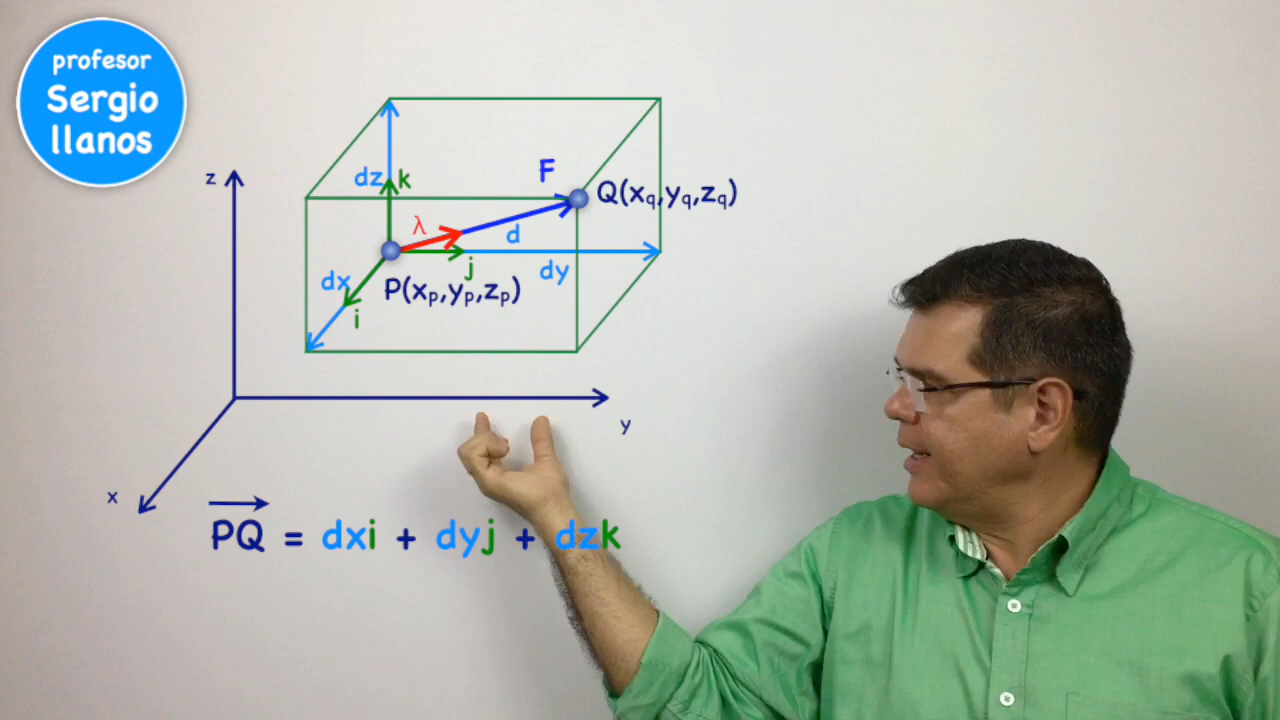 profesor
Sergio
llanos
z
dz k
F
Q(xq,yq,zq)
λ
d
j
dy
dx
P(xp,yp,zp)
i
y
x
PQ = dxi + dyj + dzk